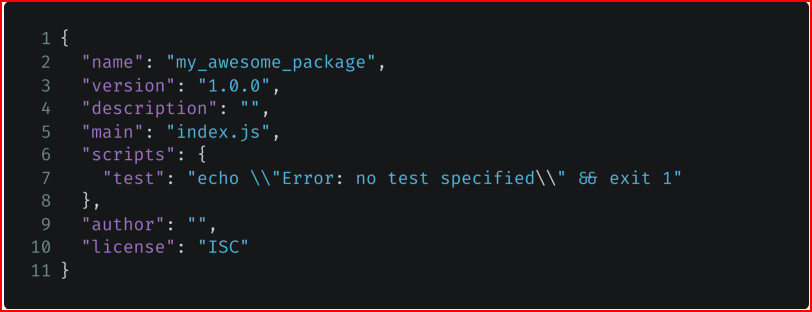 1 {
2   "name": "my_awesome_package",
3   "version": "1.0.0",
4   "description": "",
5   "main": "index.js",
6   "scripts": {
7     "test": "echo \\"Error: no test specified\\" && exit 1"
8   },
9   "author": "",
10   "license": "ISC"
11 }